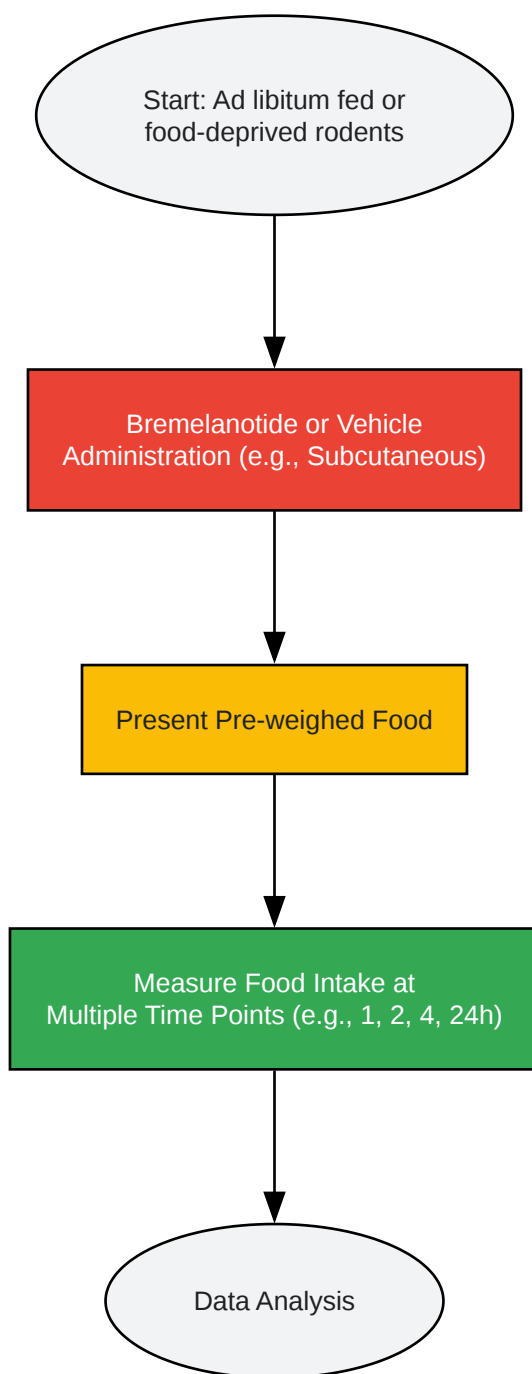 Start: Ad libitum fed or
food-deprived rodents
Bremelanotide or Vehicle
Administration (e.g., Subcutaneous)
Present Pre-weighed Food
Measure Food Intake at
Multiple Time Points (e.g., 1, 2, 4, 24h)
Data Analysis